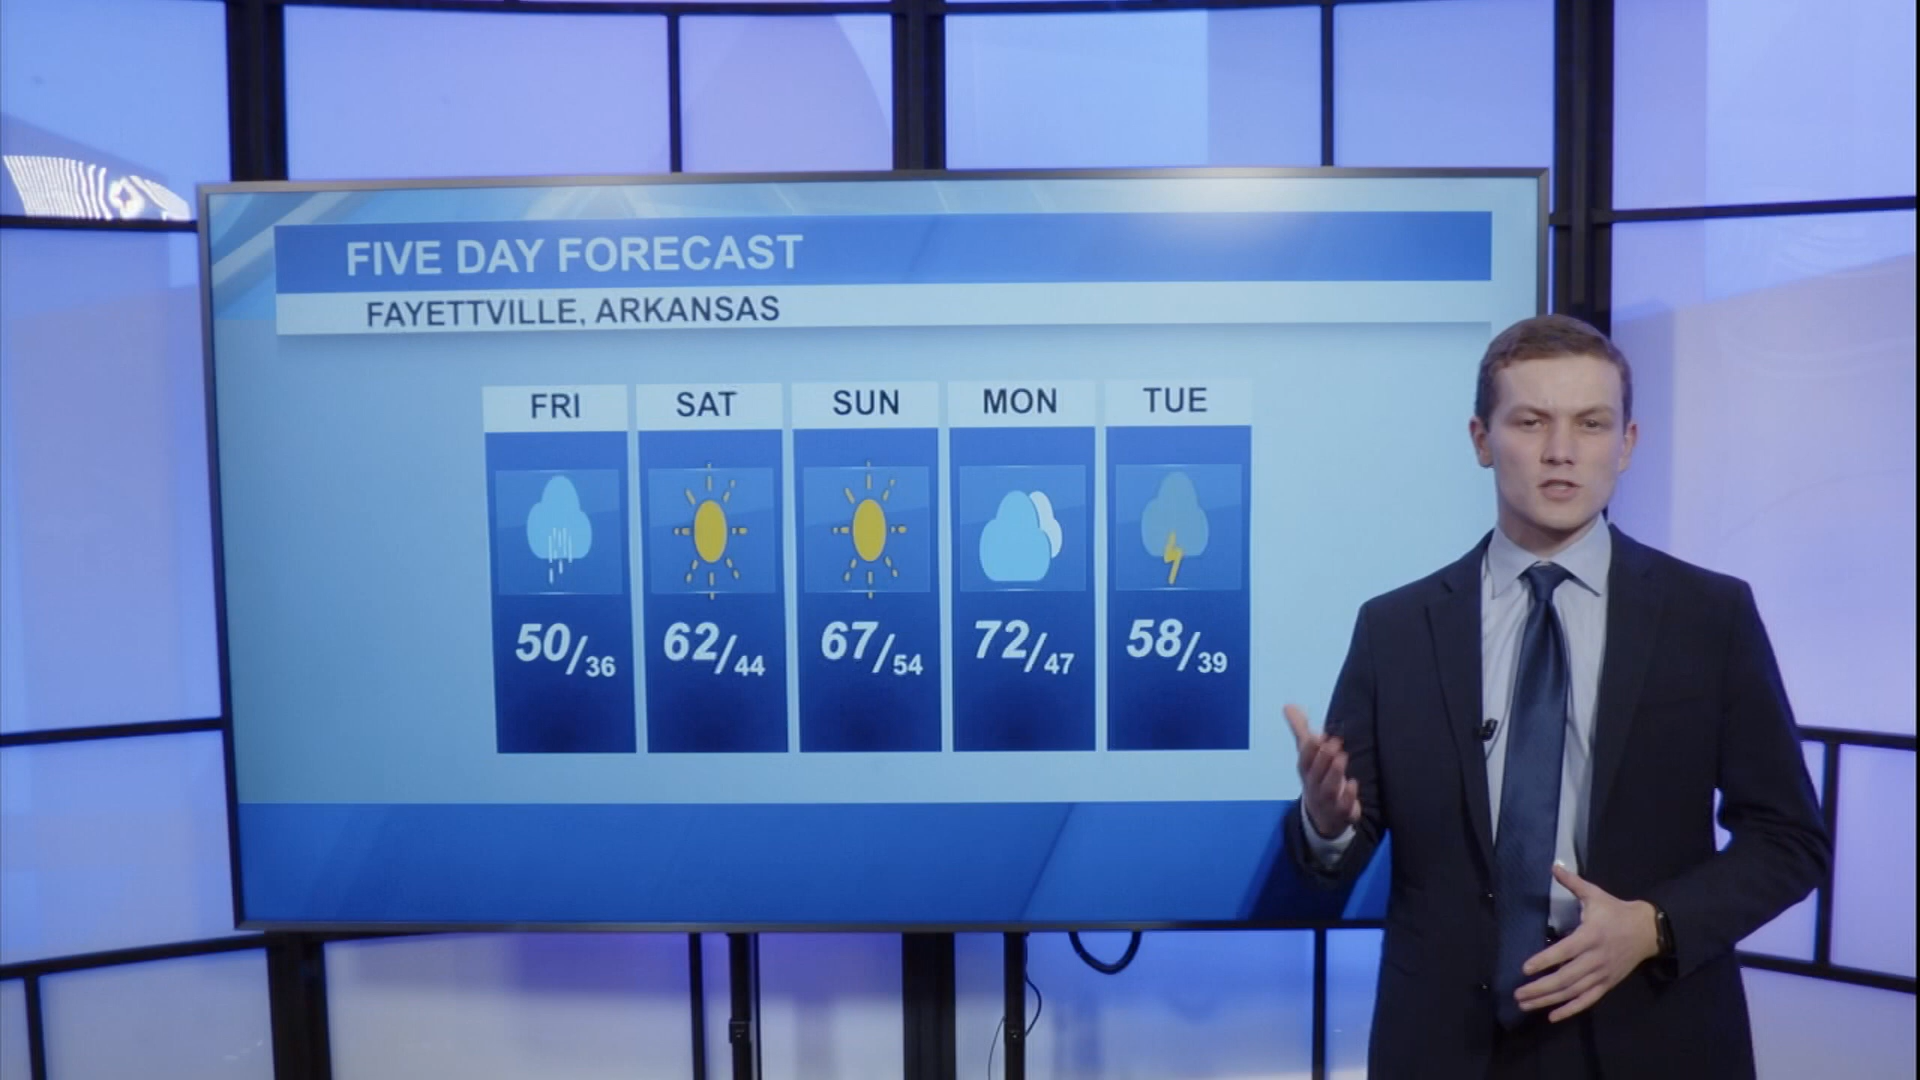 FIVE DAY FORECAST
FAYETTVILLE, ARKANSAS
FRI SAT SUN MON TUE
50/36 62/44 67/54 72/47 58/39